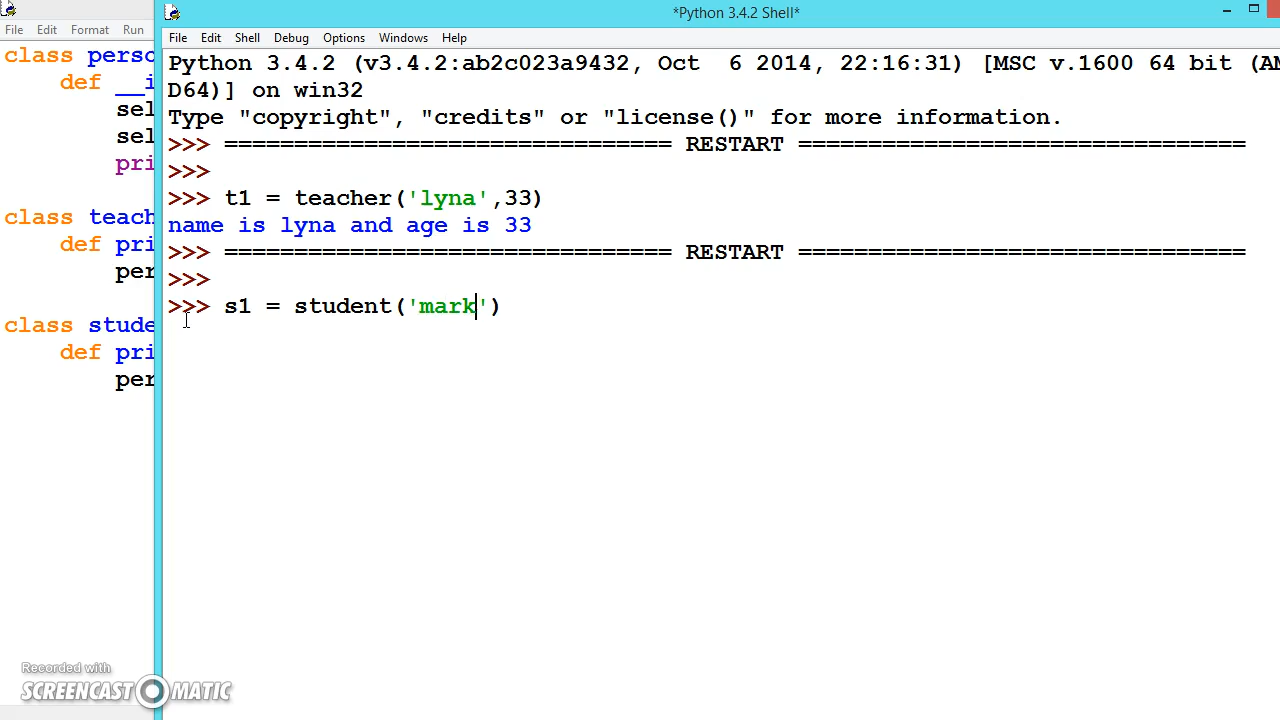 *Python 3.4.2 Shell*
File Edit Format Run
File Edit Shell Debug Options Windows Help
class perso
def __i
sel
sel
pri
class teach
def pri
per
class stude
def pri
per
Python 3.4.2 (v3.4.2:ab2c023a9432, Oct  6 2014, 22:16:31) [MSC v.1600 64 bit (AM
D64)] on win32
Type "copyright", "credits" or "license()" for more information.
>>> ================================ RESTART ================================
>>>
>>> t1 = teacher('lyna',33)
name is lyna and age is 33
>>> ================================ RESTART ================================
>>>
>>> s1 = student('mark')
Recorded with
SCREENCAST MATIC